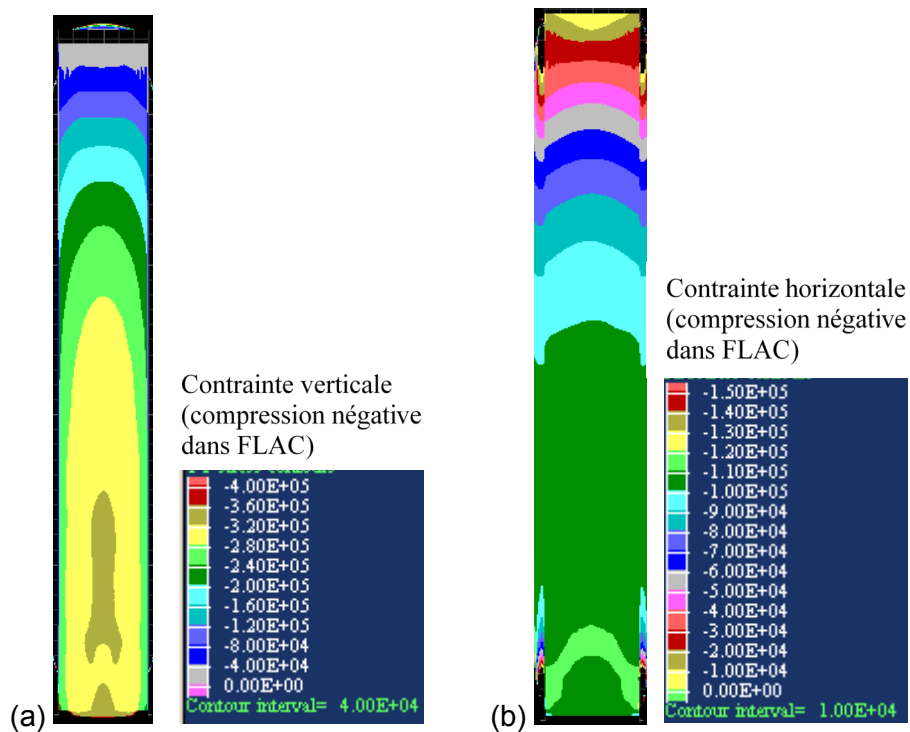 Contrainte verticale
(compression négative
dans FLAC)
-4.00E+05
-3.60E+05
-3.20E+05
-2.80E+05
-2.40E+05
-2.00E+05
-1.60E+05
-1.20E+05
-8.00E+04
-4.00E+04
0.00E+00
Contour interval= 4.00E+04
(a)
Contrainte horizontale
(compression négative
dans FLAC)
-1.50E+05
-1.40E+05
-1.30E+05
-1.20E+05
-1.10E+05
-1.00E+05
-9.00E+04
-8.00E+04
-7.00E+04
-6.00E+04
-5.00E+04
-4.00E+04
-3.00E+04
-2.00E+04
-1.00E+04
0.00E+00
Contour interval= 1.00E+04
(b)